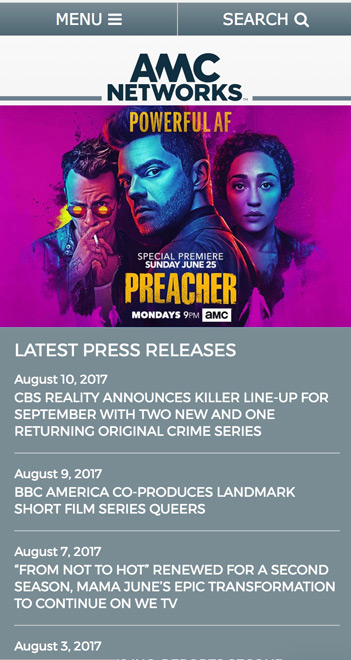 MENU
SEARCH
AMC
NETWORKS
POWERFUL AF
SPECIAL PREMIERE
SUNDAY JUNE 25
PREACHER
MONDAYS 9PM amc
LATEST PRESS RELEASES
August 10, 2017
CBS REALITY ANNOUNCES KILLER LINE-UP FOR
SEPTEMBER WITH TWO NEW AND ONE
RETURNING ORIGINAL CRIME SERIES
August 9, 2017
BBC AMERICA CO-PRODUCES LANDMARK
SHORT FILM SERIES QUEERS
August 7, 2017
“FROM NOT TO HOT” RENEWED FOR A SECOND
SEASON, MAMA JUNE’S EPIC TRANSFORMATION
TO CONTINUE ON WE TV
August 3, 2017